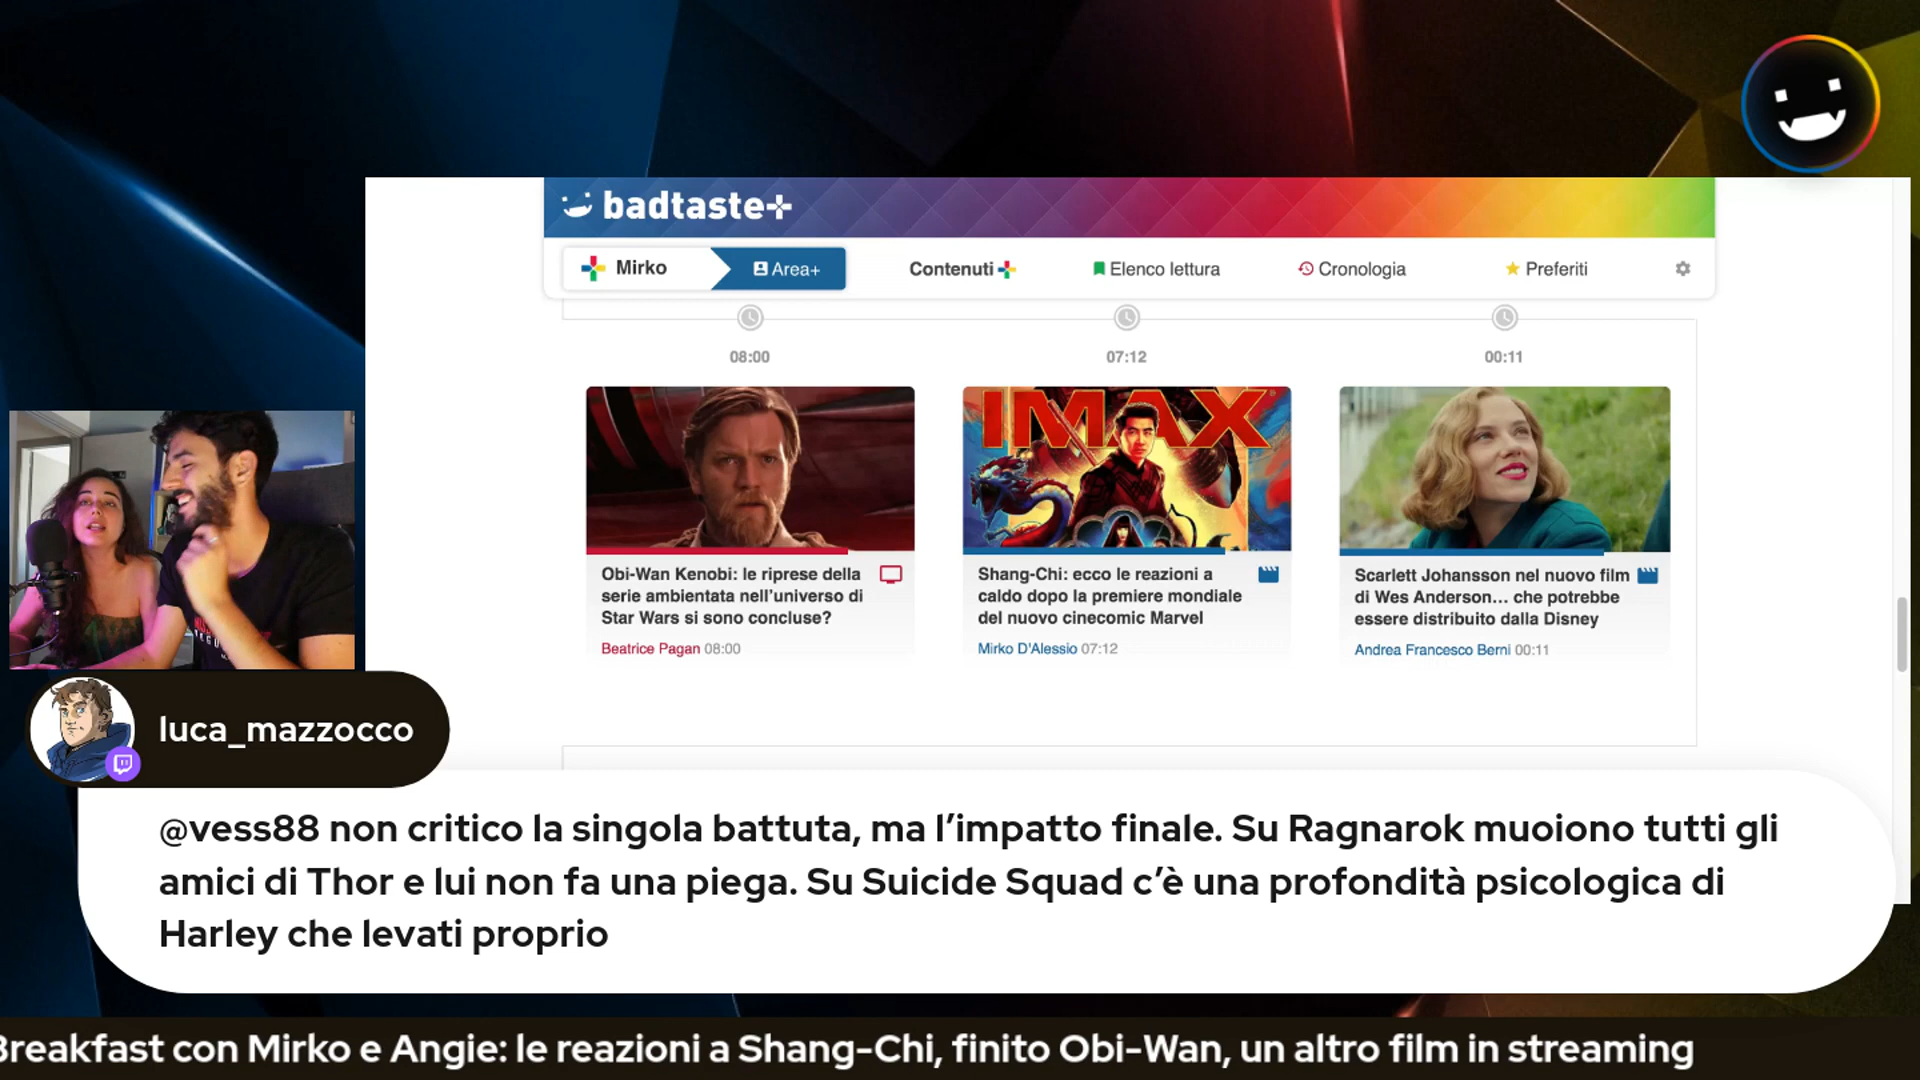 badtaste+
Mirko
Area+
Contenuti
Elenco lettura
Cronologia
Preferiti
08:00
07:12
00:11
IMAX
Obi-Wan Kenobi: le riprese della
serie ambientata nell'universo di
Star Wars si sono concluse?
Beatrice Pagan 08:00
Shang-Chi: ecco le reazioni a
caldo dopo la premiere mondiale
del nuovo cinecomic Marvel
Mirko D'Alessio 07:12
Scarlett Johansson nel nuovo film
di Wes Anderson... che potrebbe
essere distribuito dalla Disney
Andrea Francesco Berni 00:11
luca_mazzocco
@vess88 non critico la singola battuta, ma l’impatto finale. Su Ragnarok muoiono tutti gli
amici di Thor e lui non fa una piega. Su Suicide Squad c’è una profondità psicologica di
Harley che levati proprio
Breakfast con Mirko e Angie: le reazioni a Shang-Chi, finito Obi-Wan, un altro film in streaming